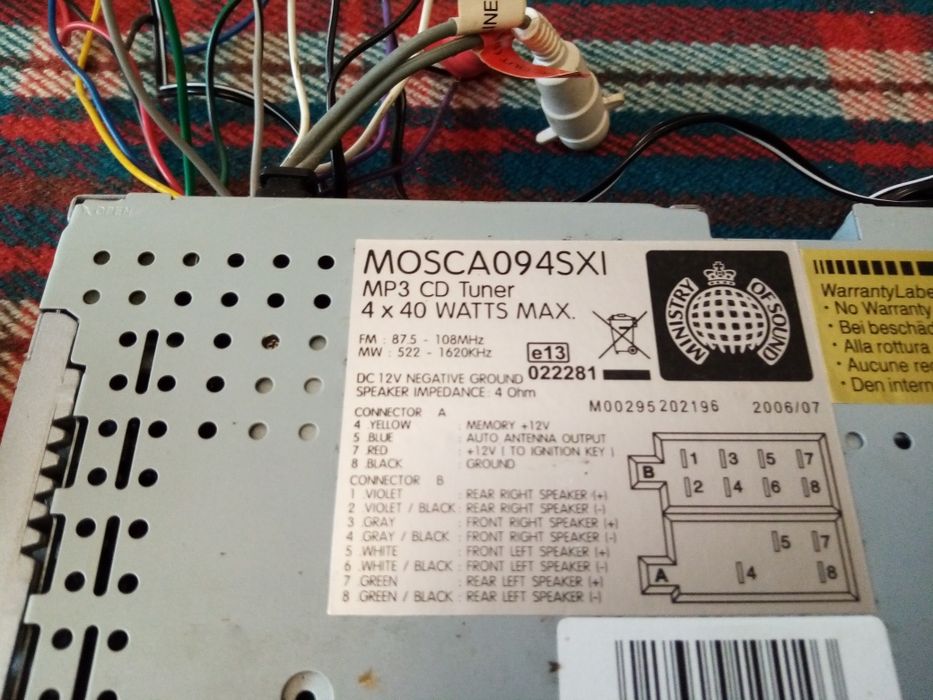 OPEN
MOSCA094SXI
MP3 CD Tuner
4 x 40 WATTS MAX.
FM : 87.5 - 108MHz
MW : 522 - 1620KHz
e13
022281
DC 12V NEGATIVE GROUND
SPEAKER IMPEDANCE: 4 Ohm
MINISTRY OF SOUND
M00295202196 2006/07
CONNECTOR A
4 .YELLOW : MEMORY +12V
5 .BLUE : AUTO ANTENNA OUTPUT
7 .RED : +12V ( TO IGNITION KEY )
8 .BLACK : GROUND
CONNECTOR B
1 .VIOLET : REAR RIGHT SPEAKER (+)
2 .VIOLET / BLACK : REAR RIGHT SPEAKER (-)
3 .GRAY : FRONT RIGHT SPEAKER (+)
4 .GRAY / BLACK : FRONT RIGHT SPEAKER (-)
5 .WHITE : FRONT LEFT SPEAKER (+)
6 .WHITE / BLACK : FRONT LEFT SPEAKER (-)
7 .GREEN : REAR LEFT SPEAKER (+)
8 .GREEN / BLACK : REAR LEFT SPEAKER (-)
B 1 3 5 7
2 4 6 8
5 7
A 4 8
WarrantyLabe
• No Warranty
• Bei beschäd
• Alla rottura
• Aucune re
• Den intern